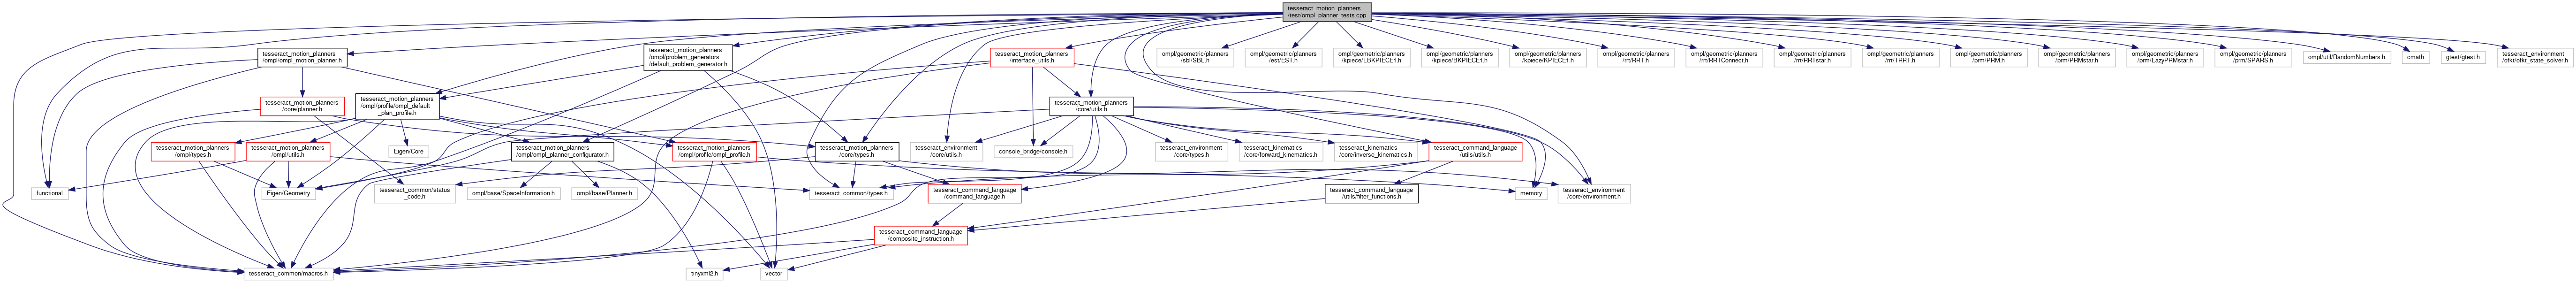 tesseract_motion_planners
/test/ompl_planner_tests.cpp
tesseract_motion_planners
/ompl/ompl_motion_planner.h
tesseract_motion_planners
/ompl/problem_generators
/default_problem_generator.h
tesseract_motion_planners
/interface_utils.h
ompl/geometric/planners
/sbl/SBL.h
ompl/geometric/planners
/est/EST.h
ompl/geometric/planners
/kpiece/LBKPIECE1.h
ompl/geometric/planners
/kpiece/BKPIECE1.h
ompl/geometric/planners
/kpiece/KPIECE1.h
ompl/geometric/planners
/rrt/RRT.h
ompl/geometric/planners
/rrt/RRTConnect.h
ompl/geometric/planners
/rrt/RRTstar.h
ompl/geometric/planners
/rrt/TRRT.h
ompl/geometric/planners
/prm/PRM.h
ompl/geometric/planners
/prm/PRMstar.h
ompl/geometric/planners
/prm/LazyPRMstar.h
ompl/geometric/planners
/prm/SPARS.h
ompl/util/RandomNumbers.h
cmath
gtest/gtest.h
tesseract_environment
/ofkt/ofkt_state_solver.h
tesseract_motion_planners
/core/planner.h
tesseract_motion_planners
/ompl/profile/ompl_default
_plan_profile.h
tesseract_motion_planners
/core/utils.h
tesseract_motion_planners
/ompl/types.h
tesseract_motion_planners
/ompl/utils.h
Eigen/Core
tesseract_motion_planners
/ompl/ompl_planner_configurator.h
tesseract_motion_planners
/ompl/profile/ompl_profile.h
tesseract_motion_planners
/core/types.h
tesseract_environment
/core/utils.h
console_bridge/console.h
tesseract_environment
/core/types.h
tesseract_kinematics
/core/forward_kinematics.h
tesseract_kinematics
/core/inverse_kinematics.h
tesseract_command_language
/utils/utils.h
functional
Eigen/Geometry
tesseract_common/status
_code.h
ompl/base/SpaceInformation.h
ompl/base/Planner.h
tesseract_common/types.h
tesseract_command_language
/command_language.h
tesseract_command_language
/utils/filter_functions.h
memory
tesseract_environment
/core/environment.h
tesseract_command_language
/composite_instruction.h
tesseract_common/macros.h
tinyxml2.h
vector